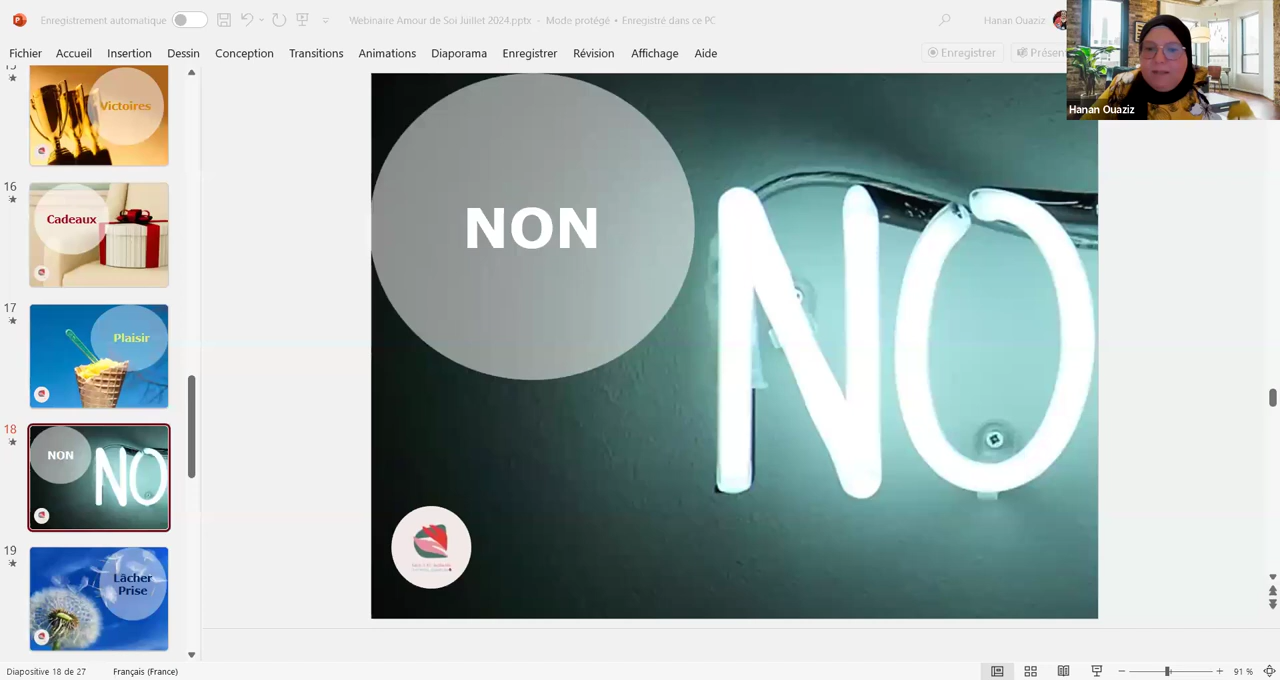 Enregistrement automatique
Webinaire Amour de Soi Juillet 2024.pptx - Mode protégé • Enregistré dans ce PC
Hanan Ouaziz
Fichier Accueil Insertion Dessin Conception Transitions Animations Diaporama Enregistrer Révision Affichage Aide
Enregistrer
Hanan Ouaziz
15
Victoires
16
Cadeaux
17
Plaisir
18
NON
NO
19
Lâcher
Prise
NON
NO
Diapositive 18 de 27 Français (France)
91 %